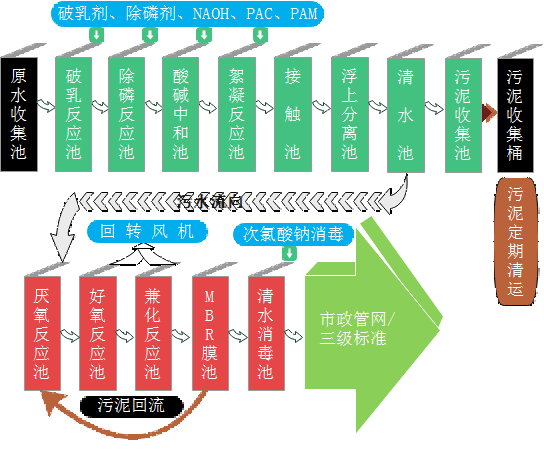 破乳剂、除磷剂、NAOH、PAC、PAM
原水收集池
破乳反应池
除磷反应池
酸碱中和池
絮凝反应池
接触池
浮上分离池
清水池
污泥收集池
污泥收集桶
污泥定期清运
污水流向
回转风机
次氯酸钠消毒
厌氧反应池
好氧反应池
兼化反应池
MBR膜池
清水消毒池
市政管网/
三级标准
污泥回流